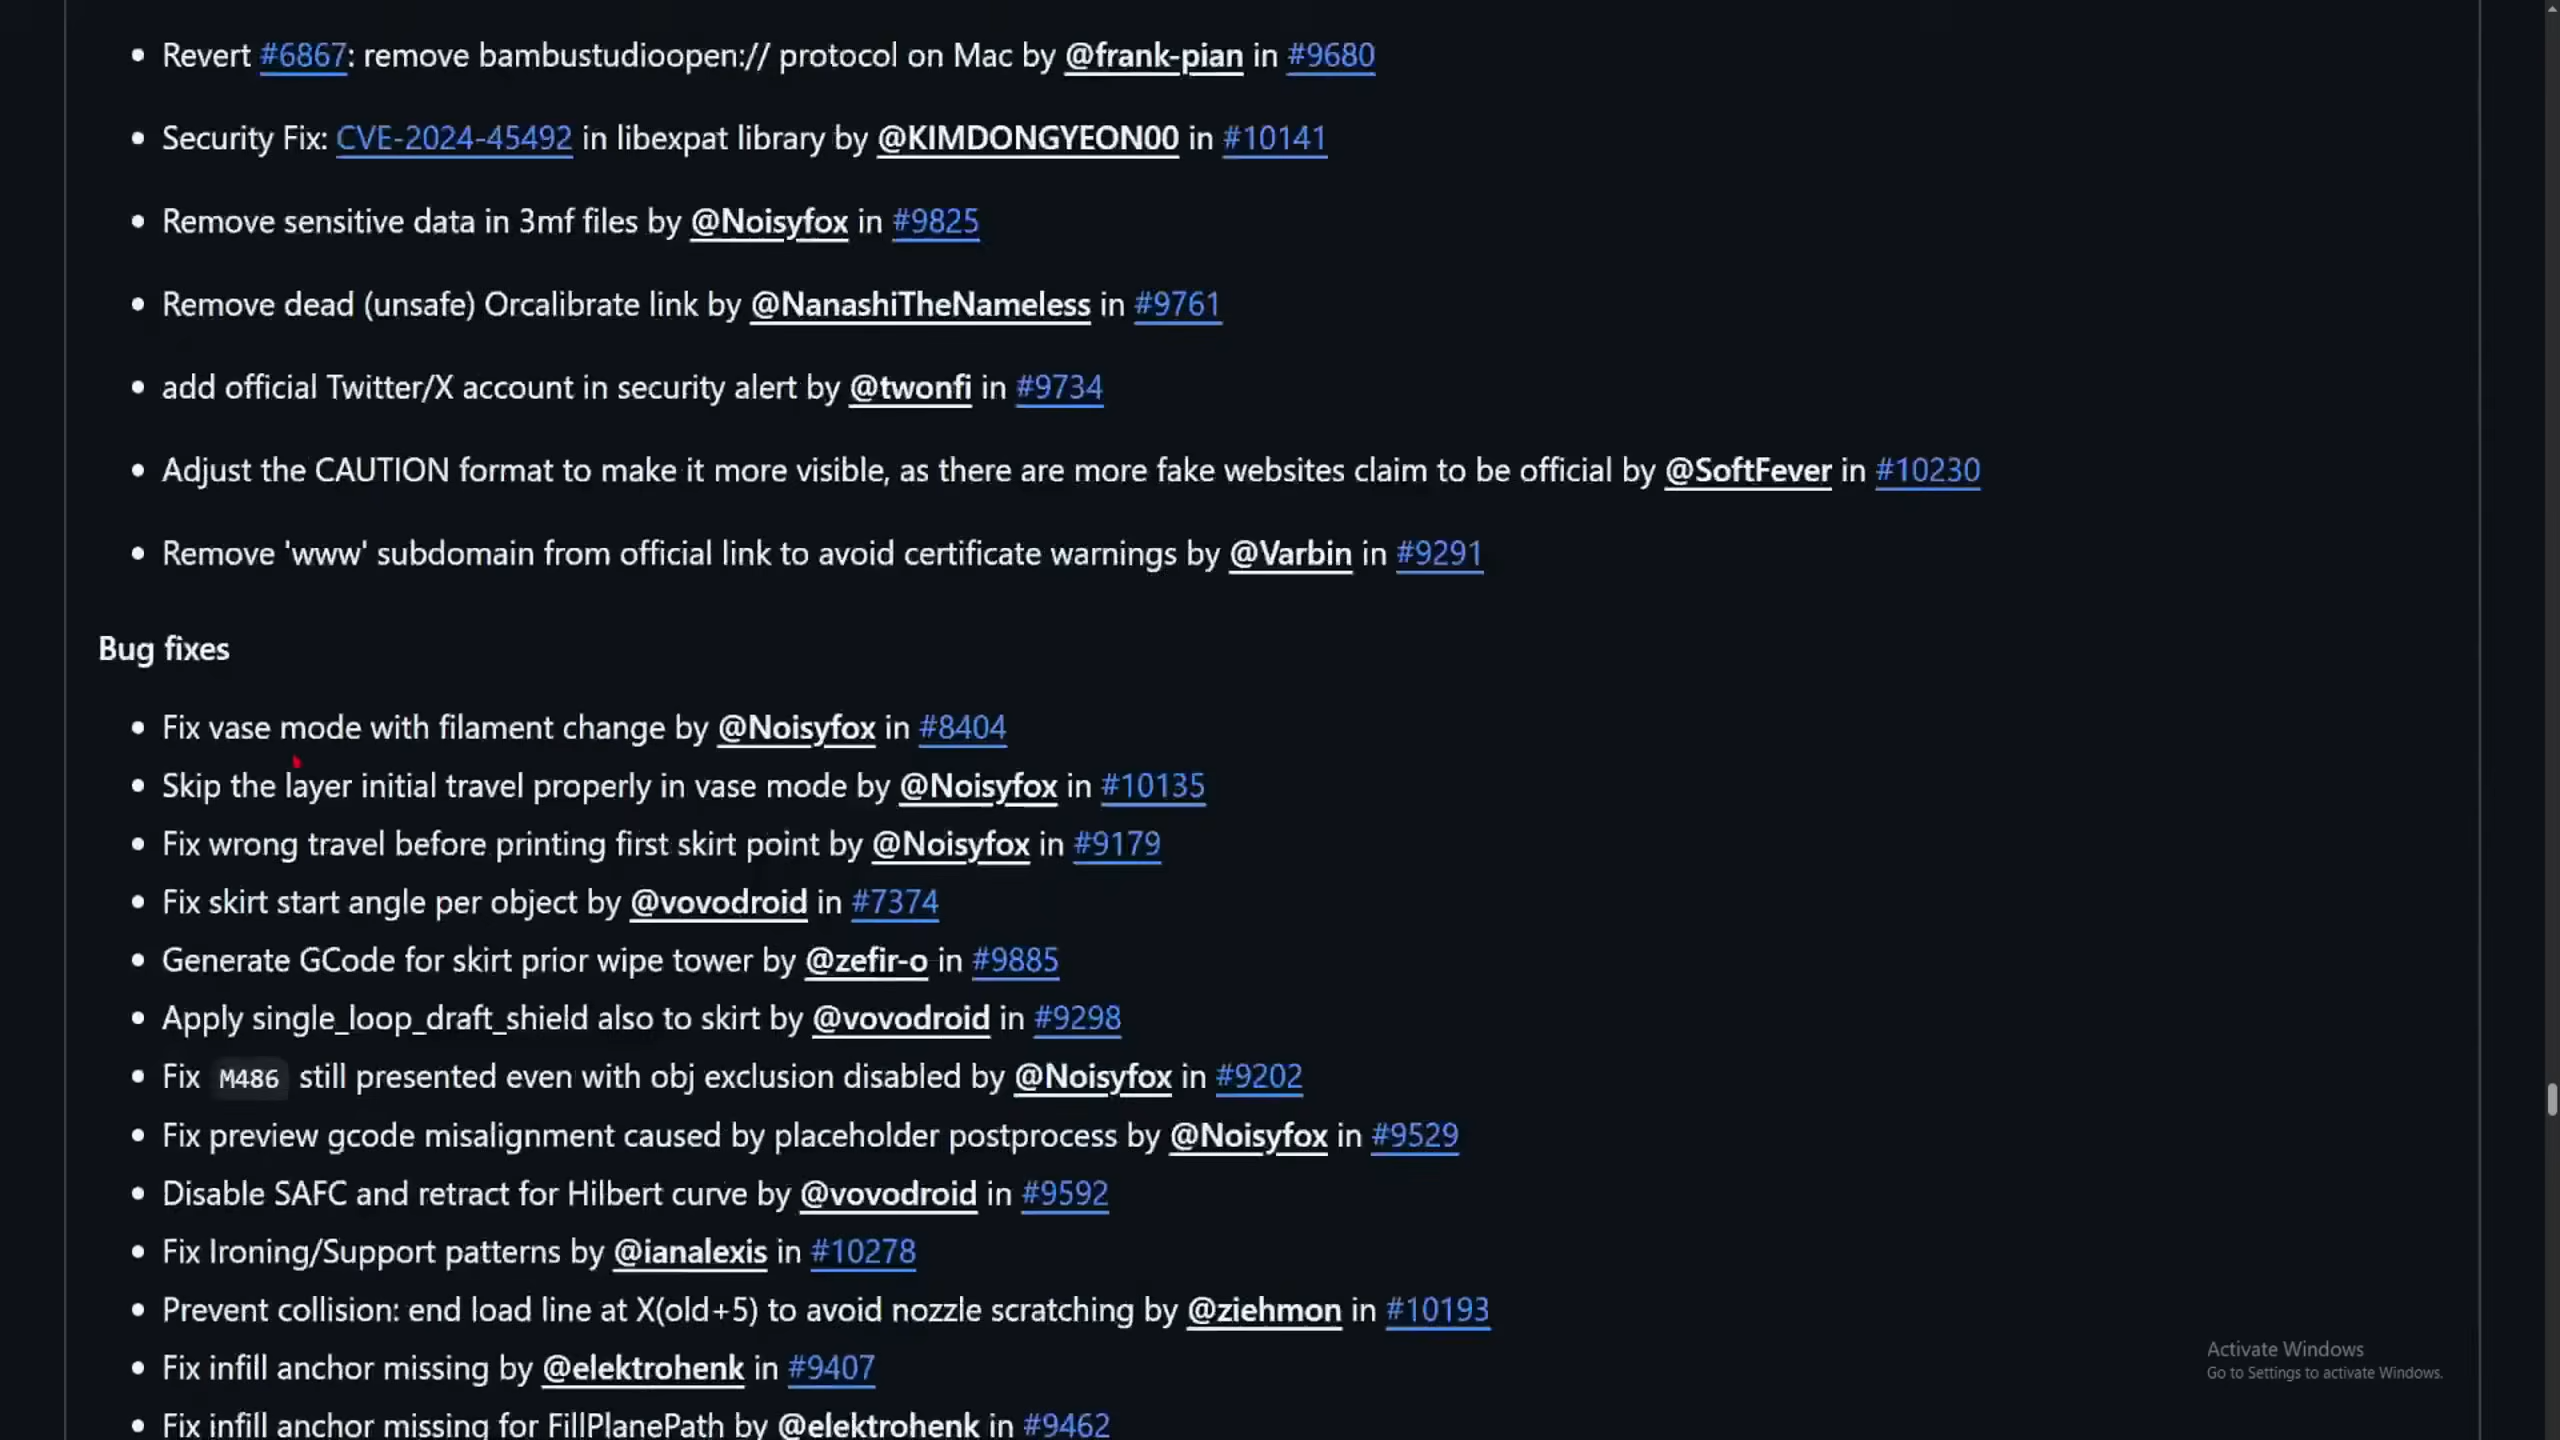 • Revert #6867: remove bambustudioopen:// protocol on Mac by @frank-pian in #9680
• Security Fix: CVE-2024-45492 in libexpat library by @KIMDONGYEON00 in #10141
• Remove sensitive data in 3mf files by @Noisyfox in #9825
• Remove dead (unsafe) Orcalibrate link by @NanashiTheNameless in #9761
• add official Twitter/X account in security alert by @twonfi in #9734
• Adjust the CAUTION format to make it more visible, as there are more fake websites claim to be official by @SoftFever in #10230
• Remove 'www' subdomain from official link to avoid certificate warnings by @Varbin in #9291
Bug fixes
• Fix vase mode with filament change by @Noisyfox in #8404
• Skip the layer initial travel properly in vase mode by @Noisyfox in #10135
• Fix wrong travel before printing first skirt point by @Noisyfox in #9179
• Fix skirt start angle per object by @vovodroid in #7374
• Generate GCode for skirt prior wipe tower by @zefir-o in #9885
• Apply single_loop_draft_shield also to skirt by @vovodroid in #9298
• Fix M486 still presented even with obj exclusion disabled by @Noisyfox in #9202
• Fix preview gcode misalignment caused by placeholder postprocess by @Noisyfox in #9529
• Disable SAFC and retract for Hilbert curve by @vovodroid in #9592
• Fix Ironing/Support patterns by @ianalexis in #10278
• Prevent collision: end load line at X(old+5) to avoid nozzle scratching by @ziehmon in #10193
• Fix infill anchor missing by @elektrohenk in #9407
• Fix infill anchor missing for FillPlanePath by @elektrohenk in #9462
Activate Windows
Go to Settings to activate Windows.